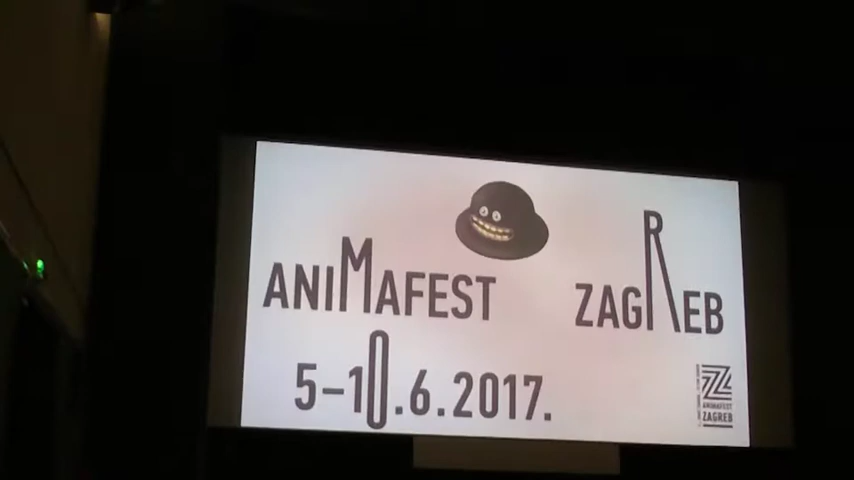 ANIMAFEST ZAGREB
5–10.6.2017.
ANIMAFEST
ZAGREB